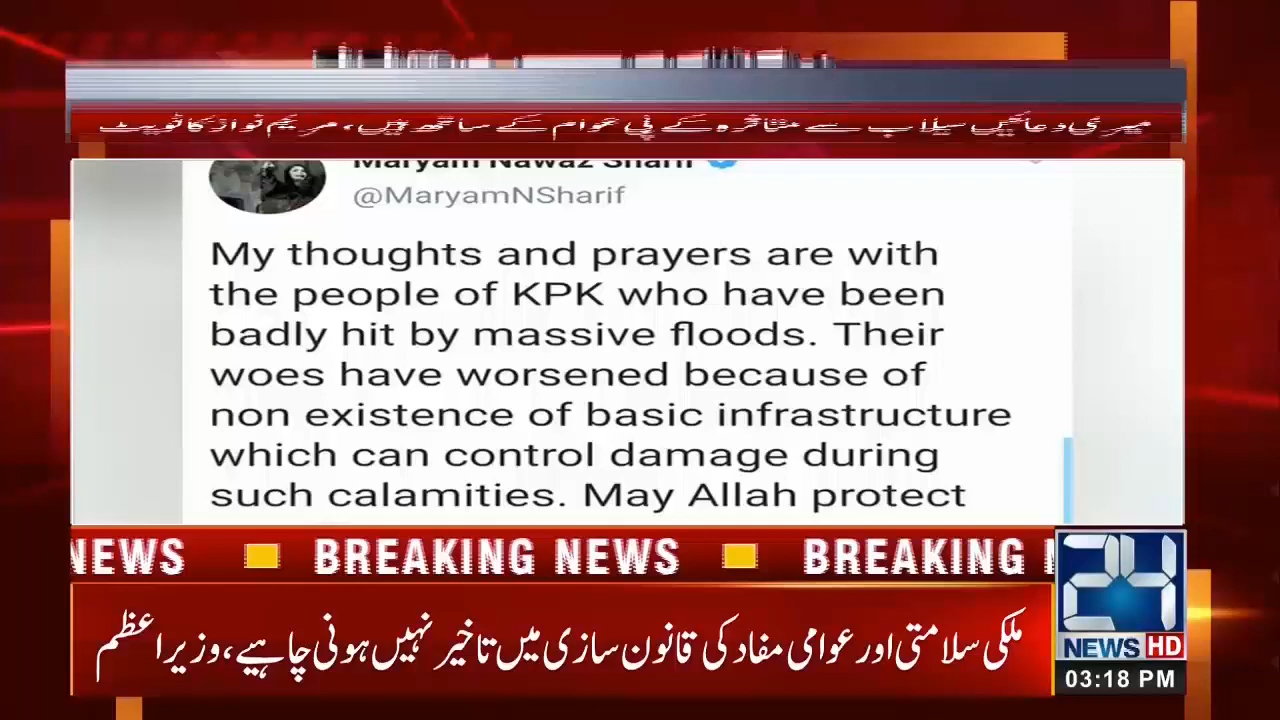 میری دعائیں سیلاب سے متاثرہ کے پی عوام کے ساتھ ہیں، مریم نواز کا ٹویٹ
Maryam Nawaz Sharif
@MaryamNSharif
My thoughts and prayers are with
the people of KPK who have been
badly hit by massive floods. Their
woes have worsened because of
non existence of basic infrastructure
which can control damage during
such calamities. May Allah protect
NEWS BREAKING NEWS BREAKING N
ملکی سلامتی اور عوامی مفاد کی قانون سازی میں تاخیر نہیں ہونی چاہیے، وزیر اعظم
24
NEWS HD
03:18 PM